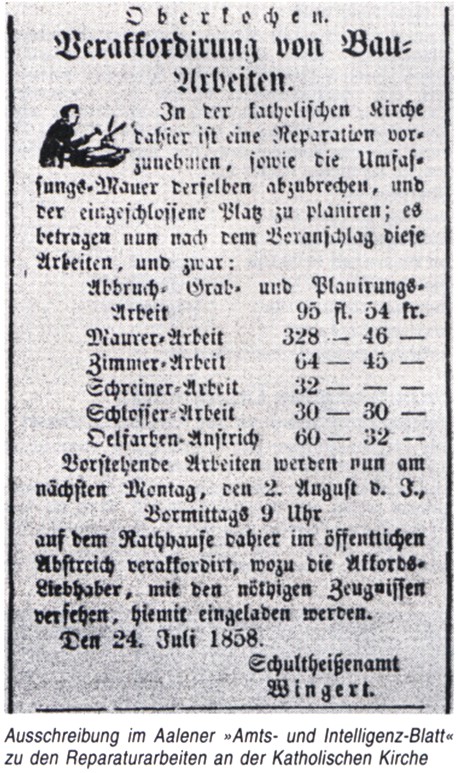 Oberkochen.
Verakkordirung von Bau-
Arbeiten.
In der katholischen Kirche
dahier ist eine Reparation vor-
zunehmen, sowie die Umfas-
sungs-Mauer derselben abzubrechen, und
der eingeschlossene Platz zu planiren; es
betragen nun nach dem Voranschlag diese
Arbeiten, und zwar:
Abbruch- Grab- und Planirungs-
Arbeit 95 fl. 54 kr.
Maurer-Arbeit 328 — 46 —
Zimmer-Arbeit 64 — 45 —
Schreiner-Arbeit 32 — — —
Schlosser-Arbeit 30 — 30 —
Oelfarben-Anstrich 60 — 32 —
Vorstehende Arbeiten werden nun am
nächsten Montag, den 2. August d. J.,
Vormittags 9 Uhr
auf dem Rathhause dahier im öffentlichen
Abstreich verakkordirt, wozu die Akkords-
Liebhaber, mit den nöthigen Zeugnissen
versehen, hiemit eingeladen werden.
Den 24. Juli 1858.
Schultheißenamt
Wingert.
Ausschreibung im Aalener »Amts- und Intelligenz-Blatt«
zu den Reparaturarbeiten an der Katholischen Kirche